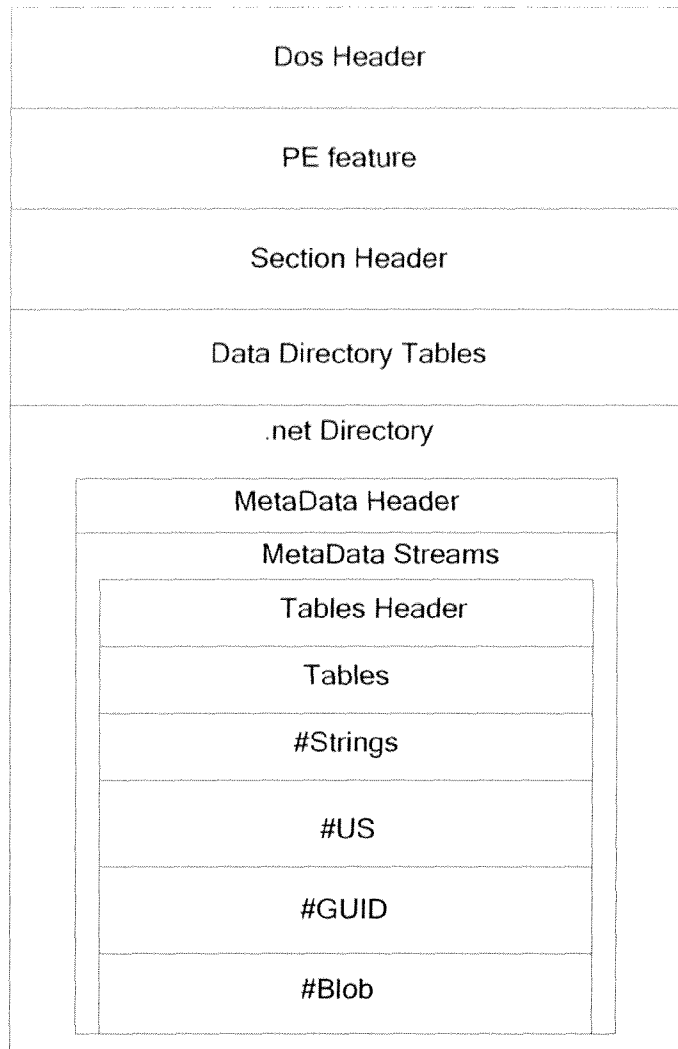 Dos Header
PE feature
Section Header
Data Directory Tables
.net Directory
MetaData Header
MetaData Streams
Tables Header
Tables
#Strings
#US
#GUID
#Blob